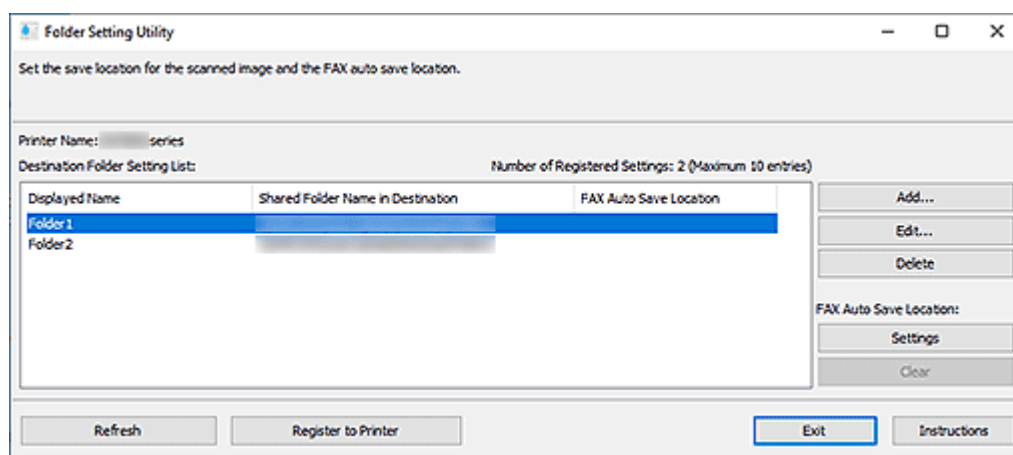 Folder Setting Utility
Set the save location for the scanned image and the FAX auto save location.
Printer Name: series
Destination Folder Setting List: Number of Registered Settings: 2 (Maximum 10 entries)
Displayed Name Shared Folder Name in Destination FAX Auto Save Location
Folder1
Folder2
Add...
Edit...
Delete
FAX Auto Save Location:
Settings
Clear
Refresh Register to Printer Exit Instructions